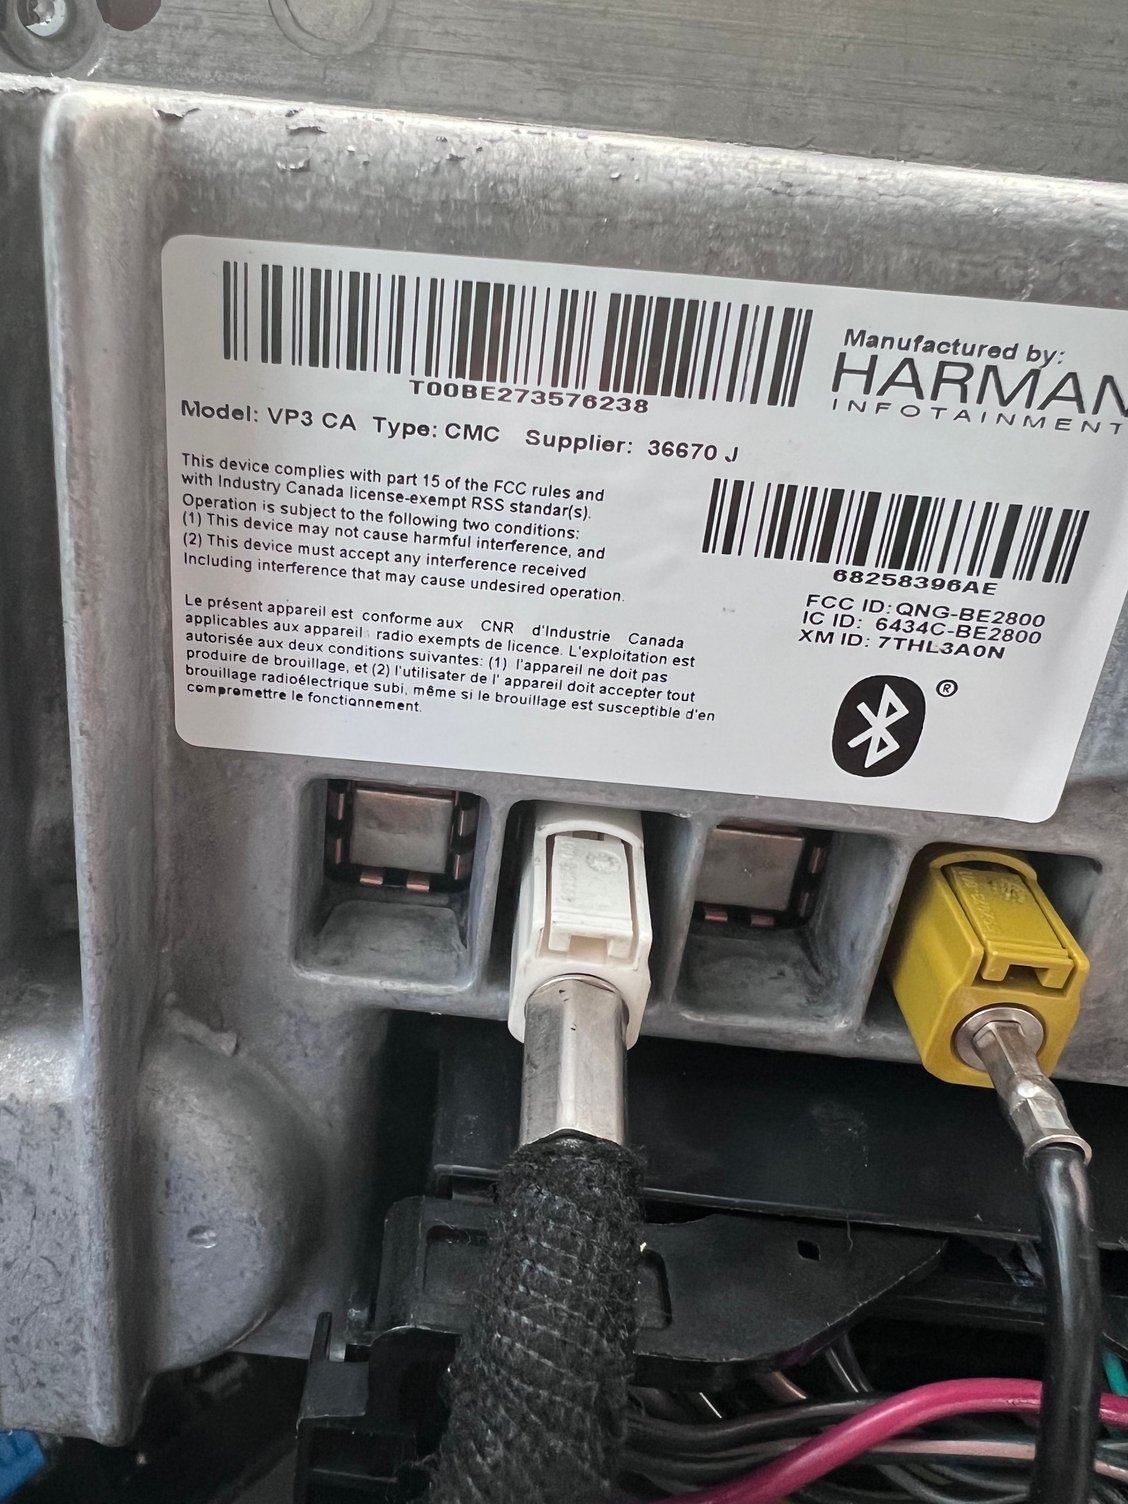 T00BE273576238
Model: VP3 CA Type: CMC Supplier: 36670 J
Manufactured by:
HARMAN
INFOTAINMENT
This device complies with part 15 of the FCC rules and
with Industry Canada license-exempt RSS standar(s).
Operation is subject to the following two conditions:
(1) This device may not cause harmful interference, and
(2) This device must accept any interference received
Including interference that may cause undesired operation.
Le présent appareil est conforme aux CNR d'Industrie Canada
applicables aux appareil radio exempts de licence. L'exploitation est
autorisée aux deux conditions suivantes: (1) l'appareil ne doit pas
produire de brouillage, et (2) l'utilisater de l' appareil doit accepter tout
brouillage radioélectrique subi, même si le brouillage est susceptible d'en
compromettre le fonctionnement.
68258396AE
FCC ID: QNG-BE2800
IC ID: 6434C-BE2800
XM ID: 7THL3A0N
®